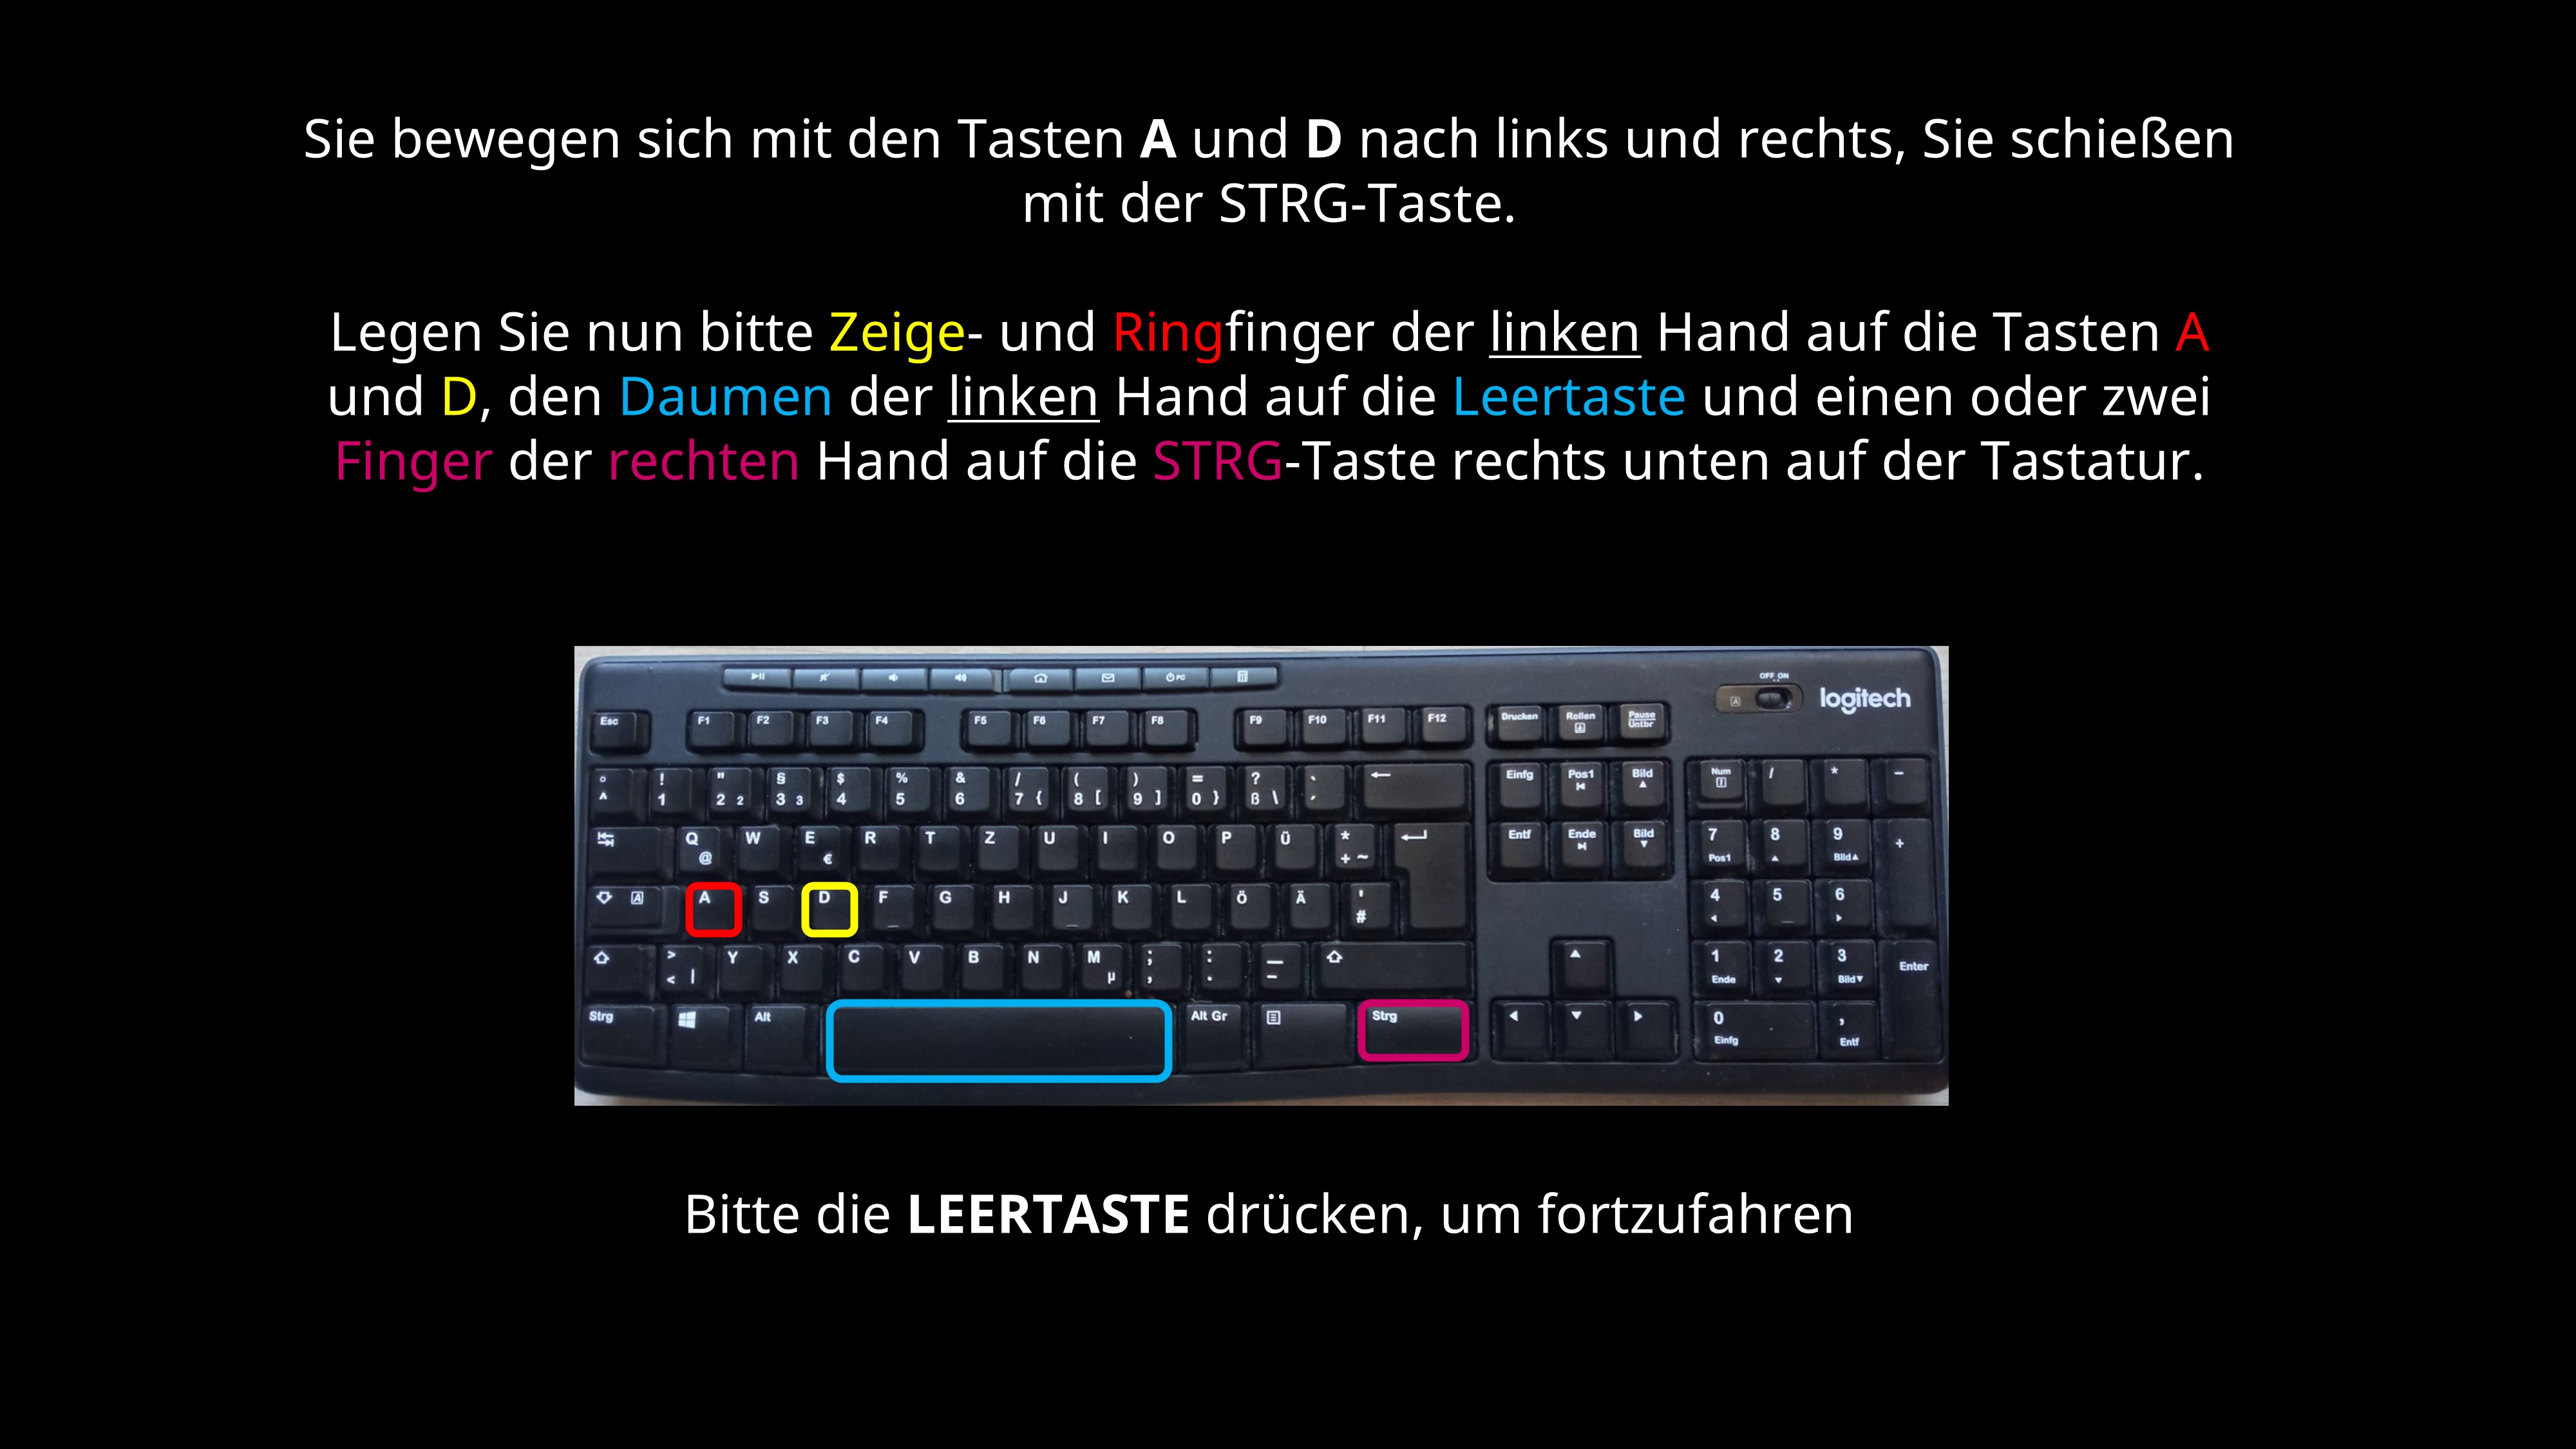 Sie bewegen sich mit den Tasten A und D nach links und rechts, Sie schießen
mit der STRG-Taste.
Legen Sie nun bitte Zeige- und Ringfinger der linken Hand auf die Tasten A
und D, den Daumen der linken Hand auf die Leertaste und einen oder zwei
Finger der rechten Hand auf die STRG-Taste rechts unten auf der Tastatur.
OFF ON
PC
logitech
Esc F1 F2 F3 F4 F5 F6 F7 F8 F9 F10 F11 F12 Drucken Rollen Pause
Untbr
° ! " § $ % & / ( ) = ? ` Einfg Pos1 Bild Num / * -
^ 1 2 2 3 3 4 5 6 7 { 8 [ 9 ] 0 } ß \ ´
Q W E R T Z U I O P Ü * Entf Ende Bild 7 8 9 +
@ € + ~ Pos1 Bild
A A S D F G H J K L Ö Ä ' 4 5 6
#
> Y X C V B N M ; : _ 1 2 3 Enter
< | µ , . - Ende Bild
Strg Alt Alt Gr Strg 0 ,
Einfg Entf
Bitte die LEERTASTE drücken, um fortzufahren